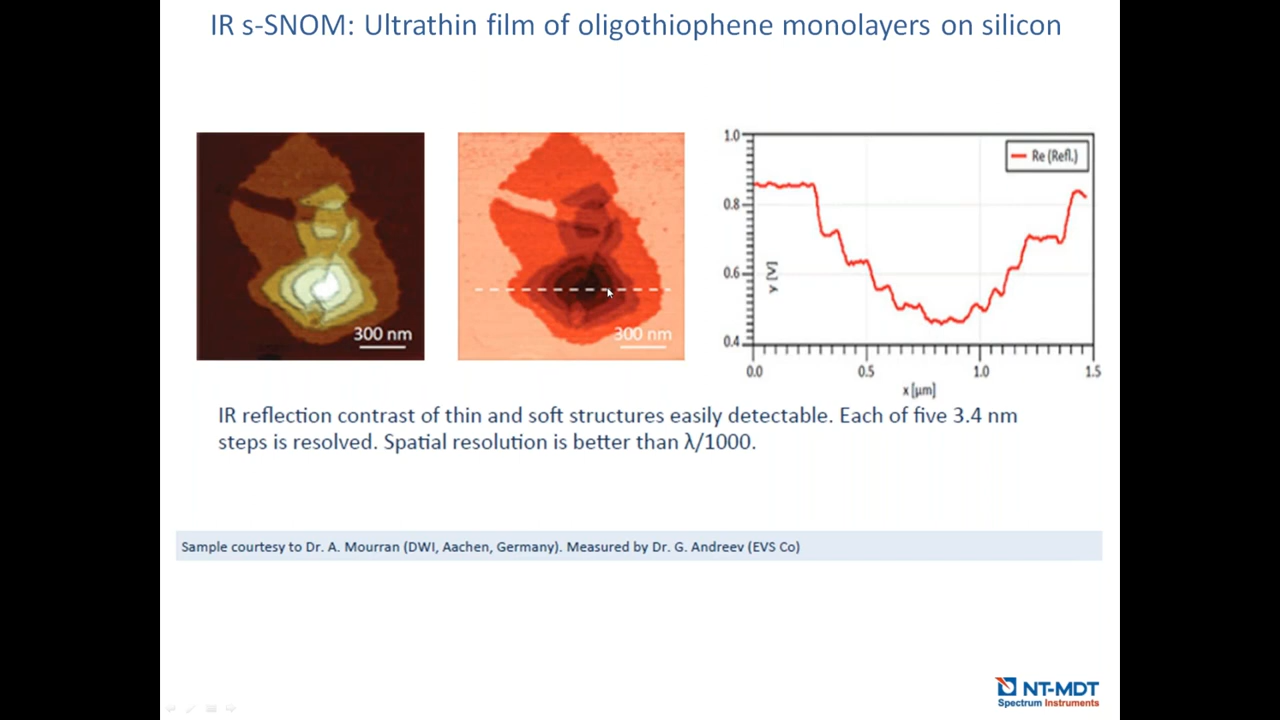 IR s-SNOM: Ultrathin film of oligothiophene monolayers on silicon
300 nm
300 nm
1.0
0.8
0.6
0.4
y [V]
Re (Refl.)
0.0
0.5
1.0
1.5
x [µm]
IR reflection contrast of thin and soft structures easily detectable. Each of five 3.4 nm
steps is resolved. Spatial resolution is better than λ/1000.
Sample courtesy to Dr. A. Mourran (DWI, Aachen, Germany). Measured by Dr. G. Andreev (EVS Co)
NT-MDT
Spectrum Instruments